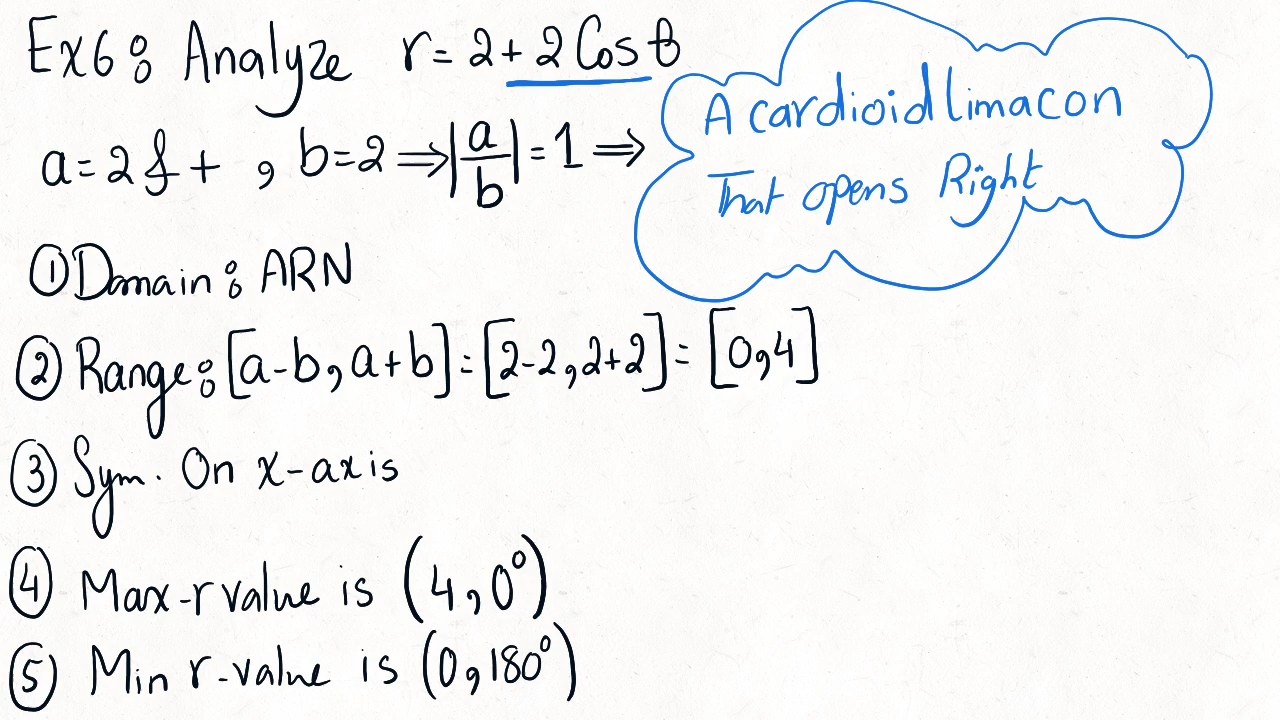 Ex6: Analyze r = 2 + 2 Cos θ
a = 2 & + , b = 2 ⇒ |a/b| = 1 ⇒
A cardioid limacon
That opens Right
① Domain: ARN
② Range: [a-b, a+b] = [2-2, 2+2] = [0, 4]
③ Sym. On x-axis
④ Max-r value is (4, 0°)
⑤ Min r-value is (0, 180°)